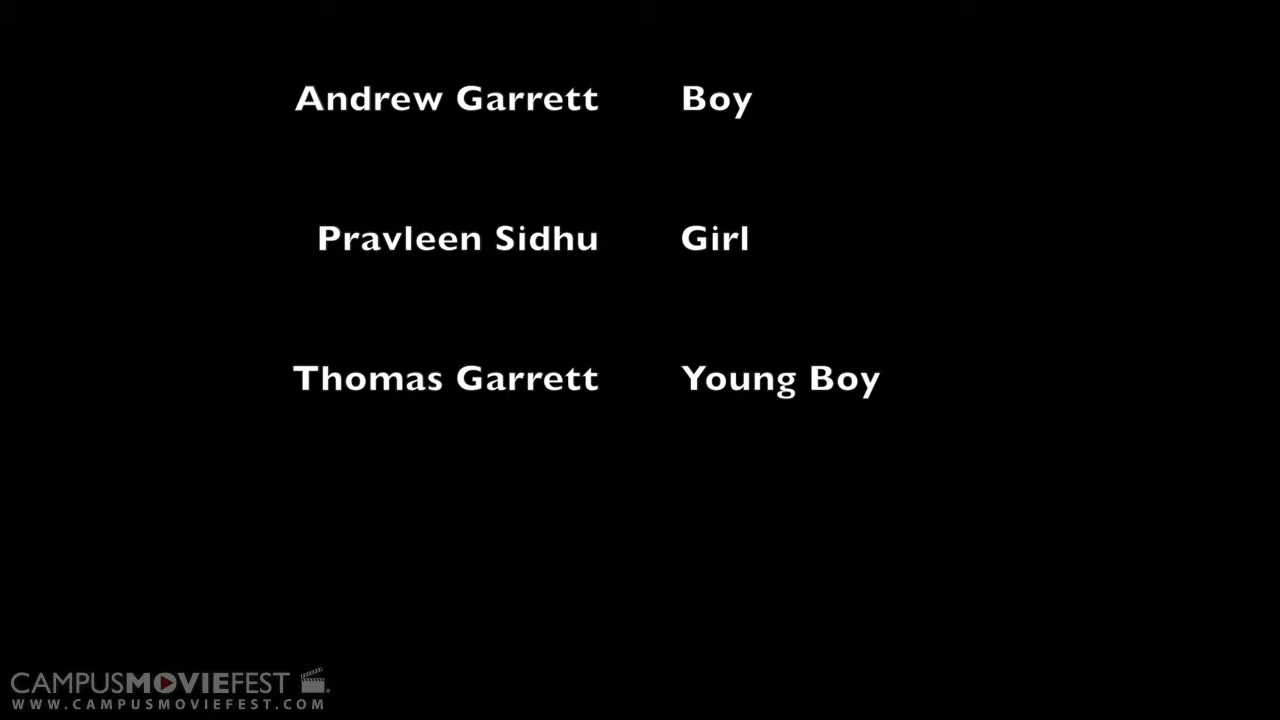 Andrew Garrett Boy
Pravleen Sidhu Girl
Thomas Garrett Young Boy
CAMPUSMOVIEFEST
WWW.CAMPUSMOVIEFEST.COM